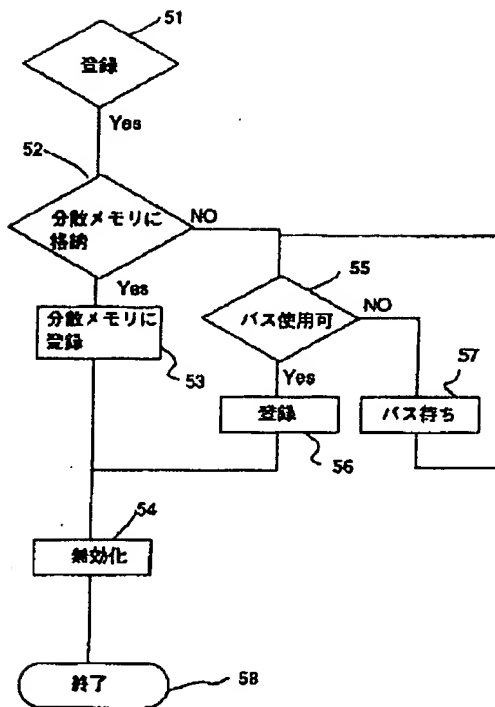 51
登録
Yes
52
分散メモリに
格納
NO
Yes
55
バス使用可
NO
分散メモリに
登録
53
Yes
57
登録
バス待ち
56
54
無効化
終了
58